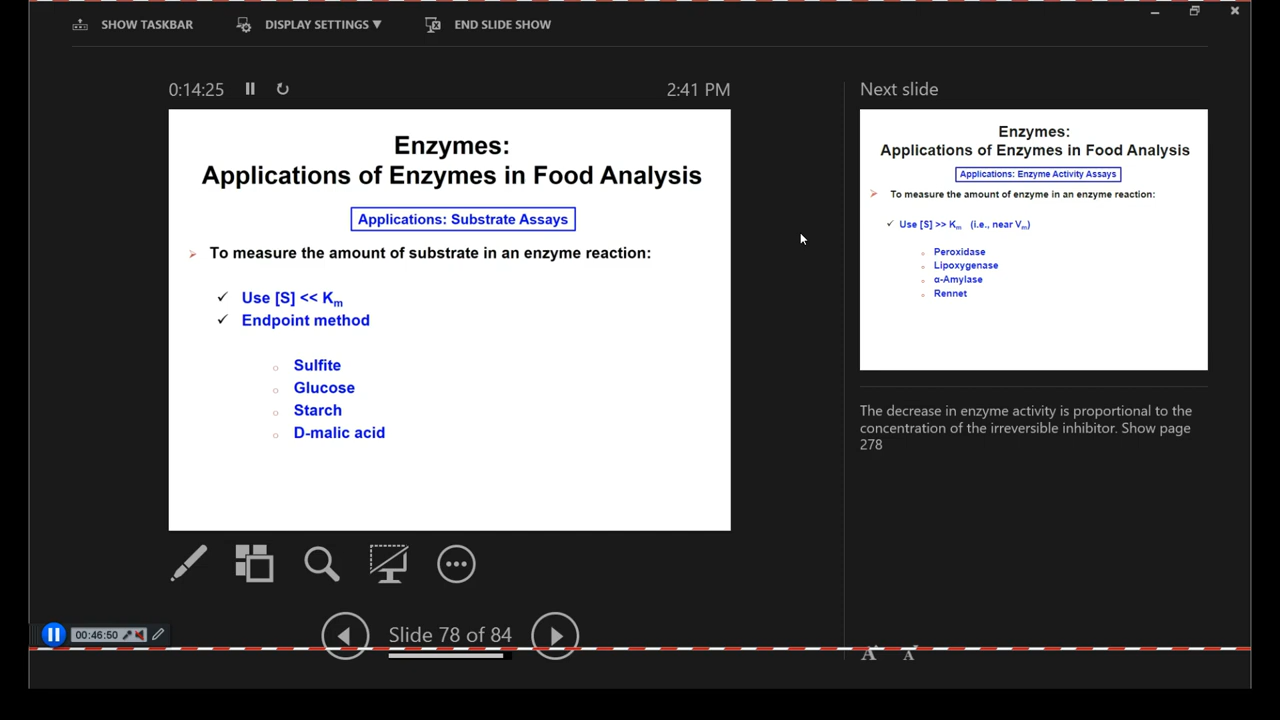 SHOW TASKBAR
DISPLAY SETTINGS ▼
END SLIDE SHOW
0:14:25
2:41 PM
Enzymes:
Applications of Enzymes in Food Analysis
Applications: Substrate Assays
To measure the amount of substrate in an enzyme reaction:
Use [S] << Km
Endpoint method
Sulfite
Glucose
Starch
D-malic acid
Next slide
Enzymes:
Applications of Enzymes in Food Analysis
Applications: Enzyme Activity Assays
To measure the amount of enzyme in an enzyme reaction:
Use [S] >> Km (i.e., near Vm)
Peroxidase
Lipoxygenase
α-Amylase
Rennet
The decrease in enzyme activity is proportional to the
concentration of the irreversible inhibitor. Show page
278
00:46:50
Slide 78 of 84
A A